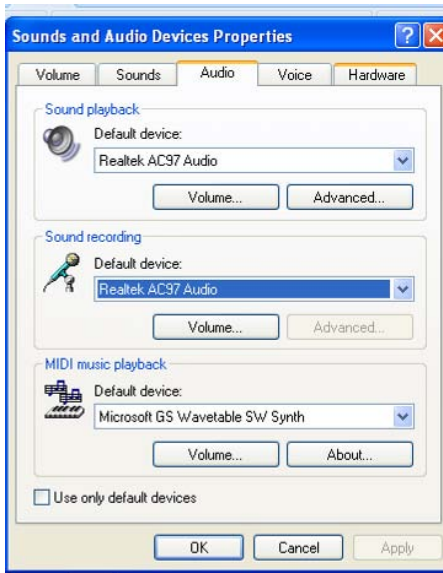 Sounds and Audio Devices Properties
Volume Sounds Audio Voice Hardware
Sound playback
Default device:
Realtek AC97 Audio
Volume... Advanced...
Sound recording
Default device:
Realtek AC97 Audio
Volume... Advanced...
MIDI music playback
Default device:
Microsoft GS Wavetable SW Synth
Volume... About...
Use only default devices
OK Cancel Apply